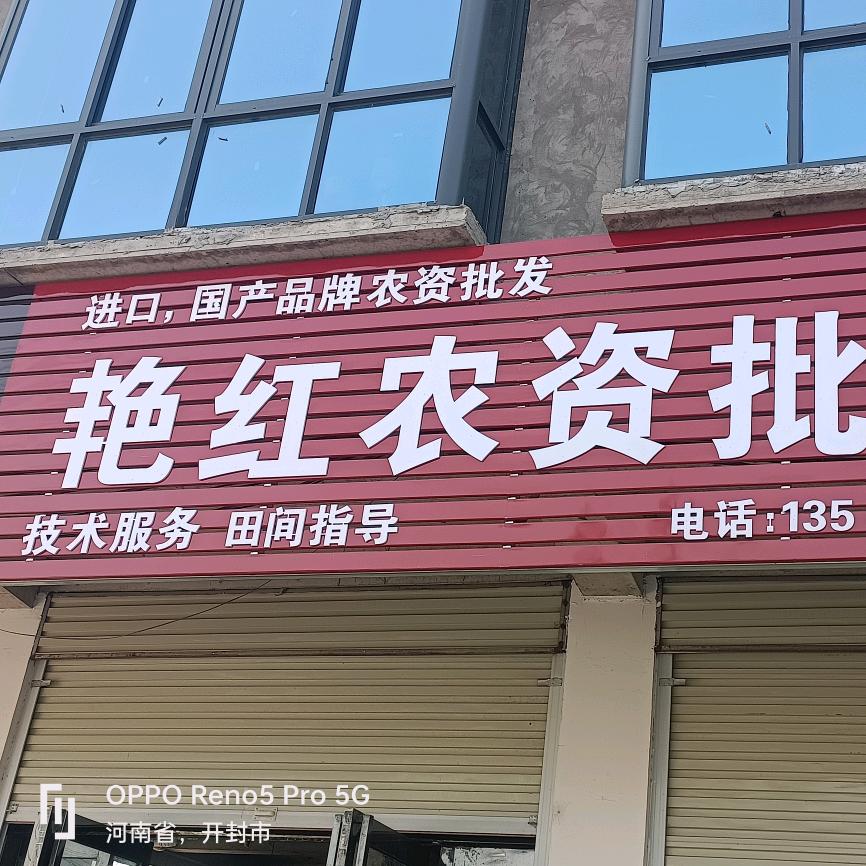 进口，国产品牌农资批发
艳红农资批
技术服务 田间指导
电话：135
OPPO Reno5 Pro 5G
河南省，开封市